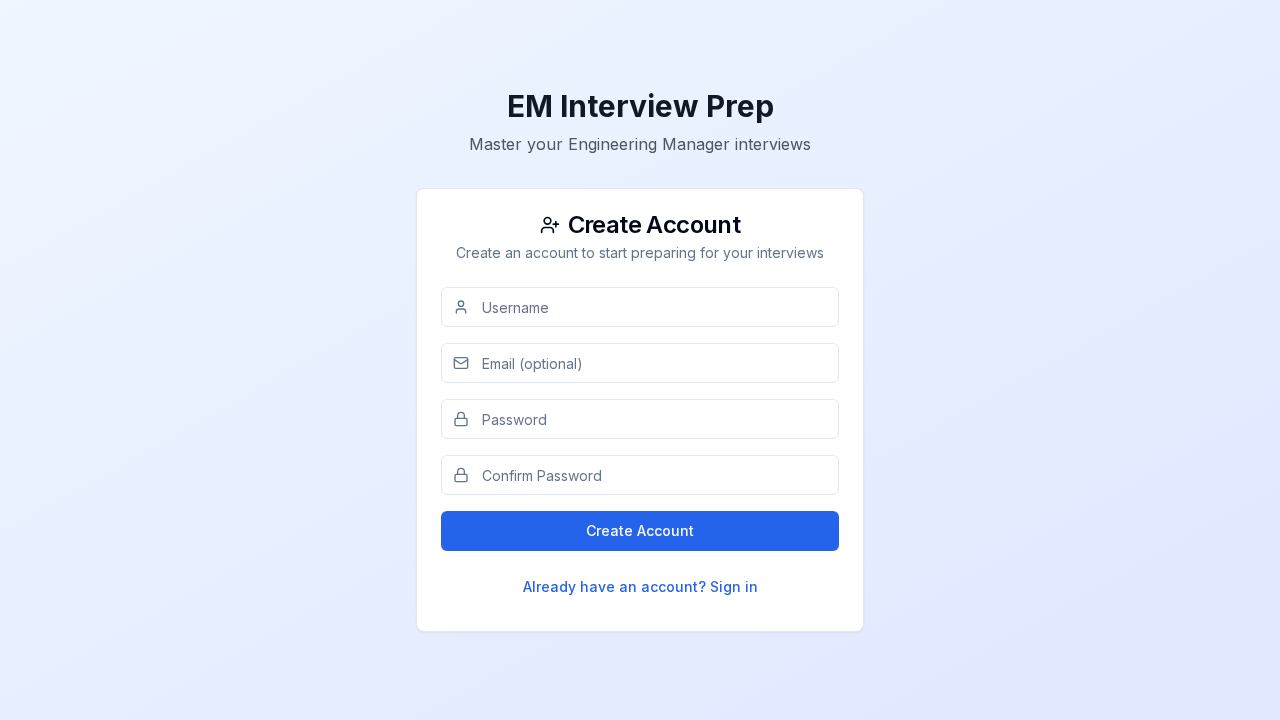 EM Interview Prep
Master your Engineering Manager interviews
Create Account
Create an account to start preparing for your interviews
Username
Email (optional)
Password
Confirm Password
Create Account
Already have an account? Sign in